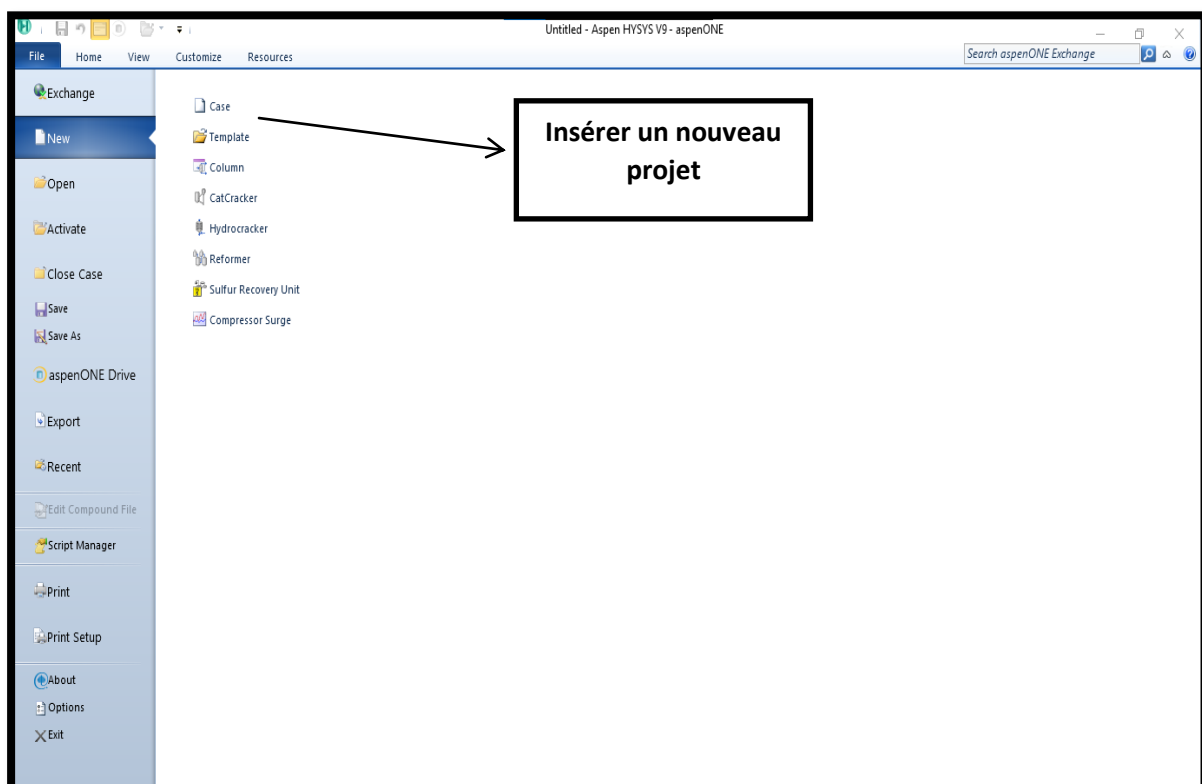 Untitled - Aspen HYSYS V9 - aspenONE
File Home View Customize Resources
Search aspenONE Exchange
Exchange
New
Open
Activate
Close Case
Save
Save As
aspenONE Drive
Export
Recent
Edit Compound File
Script Manager
Print
Print Setup
About
Options
Exit
Case
Template
Column
CatCracker
Hydrocracker
Reformer
Sulfur Recovery Unit
Compressor Surge
Insérer un nouveau
projet